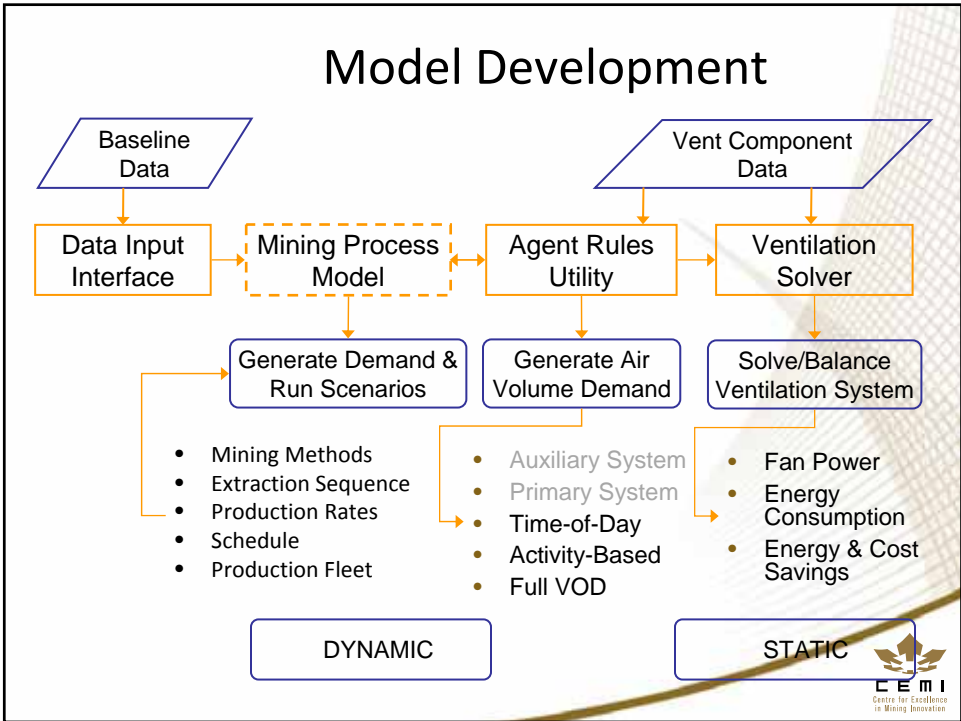 Model Development
Baseline
Data
Vent Component
Data
Data Input
Interface
Mining Process
Model
Agent Rules
Utility
Ventilation
Solver
Generate Demand &
Run Scenarios
Generate Air
Volume Demand
Solve/Balance
Ventilation System
• Mining Methods
• Extraction Sequence
• Production Rates
• Schedule
• Production Fleet
• Auxiliary System
• Primary System
• Time-of-Day
• Activity-Based
• Full VOD
• Fan Power
• Energy
Consumption
• Energy & Cost
Savings
DYNAMIC
STATIC
CEMI
Centre for Excellence
in Mining Innovation